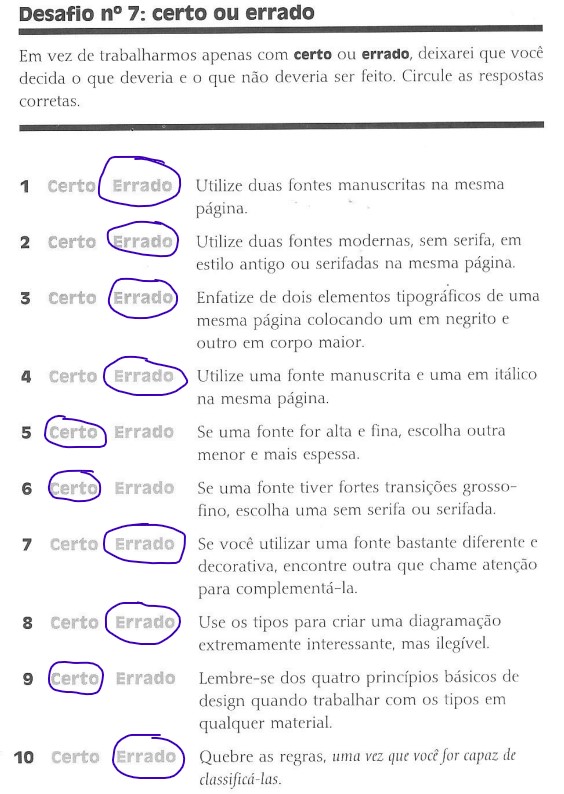 Desafio nº 7: certo ou errado
Em vez de trabalharmos apenas com certo ou errado, deixarei que você
decida o que deveria e o que não deveria ser feito. Circule as respostas
corretas.
1 Certo Errado Utilize duas fontes manuscritas na mesma
página.
2 Certo Errado Utilize duas fontes modernas, sem serifa, em
estilo antigo ou serifadas na mesma página.
3 Certo Errado Enfatize de dois elementos tipográficos de uma
mesma página colocando um em negrito e
outro em corpo maior.
4 Certo Errado Utilize uma fonte manuscrita e uma em itálico
na mesma página.
5 Certo Errado Se uma fonte for alta e fina, escolha outra
menor e mais espessa.
6 Certo Errado Se uma fonte tiver fortes transições grosso-
fino, escolha uma sem serifa ou serifada.
7 Certo Errado Se você utilizar uma fonte bastante diferente e
decorativa, encontre outra que chame atenção
para complementá-la.
8 Certo Errado Use os tipos para criar uma diagramação
extremamente interessante, mas ilegível.
9 Certo Errado Lembre-se dos quatro princípios básicos de
design quando trabalhar com os tipos em
qualquer material.
10 Certo Errado Quebre as regras, uma vez que você for capaz de
classificá-las.